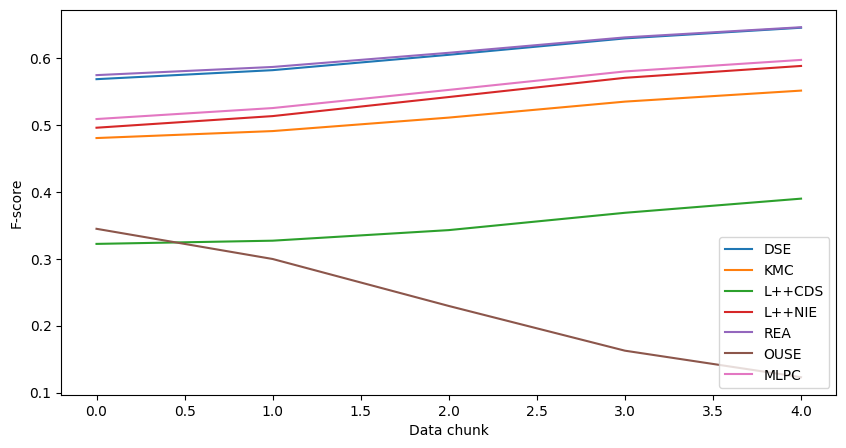 0.6
0.5
0.4
0.3
0.2
0.1
F-score
0.0 0.5 1.0 1.5 2.0 2.5 3.0 3.5 4.0
Data chunk
DSE
KMC
L++CDS
L++NIE
REA
OUSE
MLPC